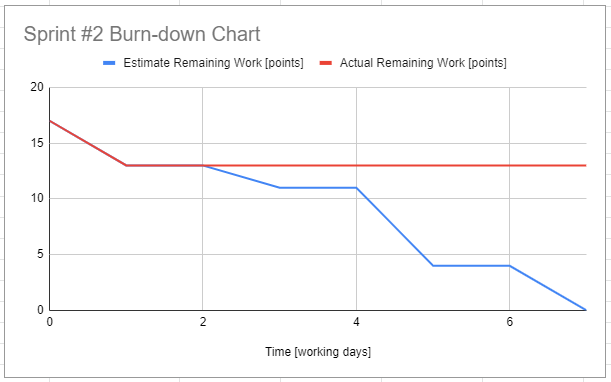 Sprint #2 Burn-down Chart
Estimate Remaining Work [points] Actual Remaining Work [points]
20
15
10
5
0
0 2 4 6
Time [working days]